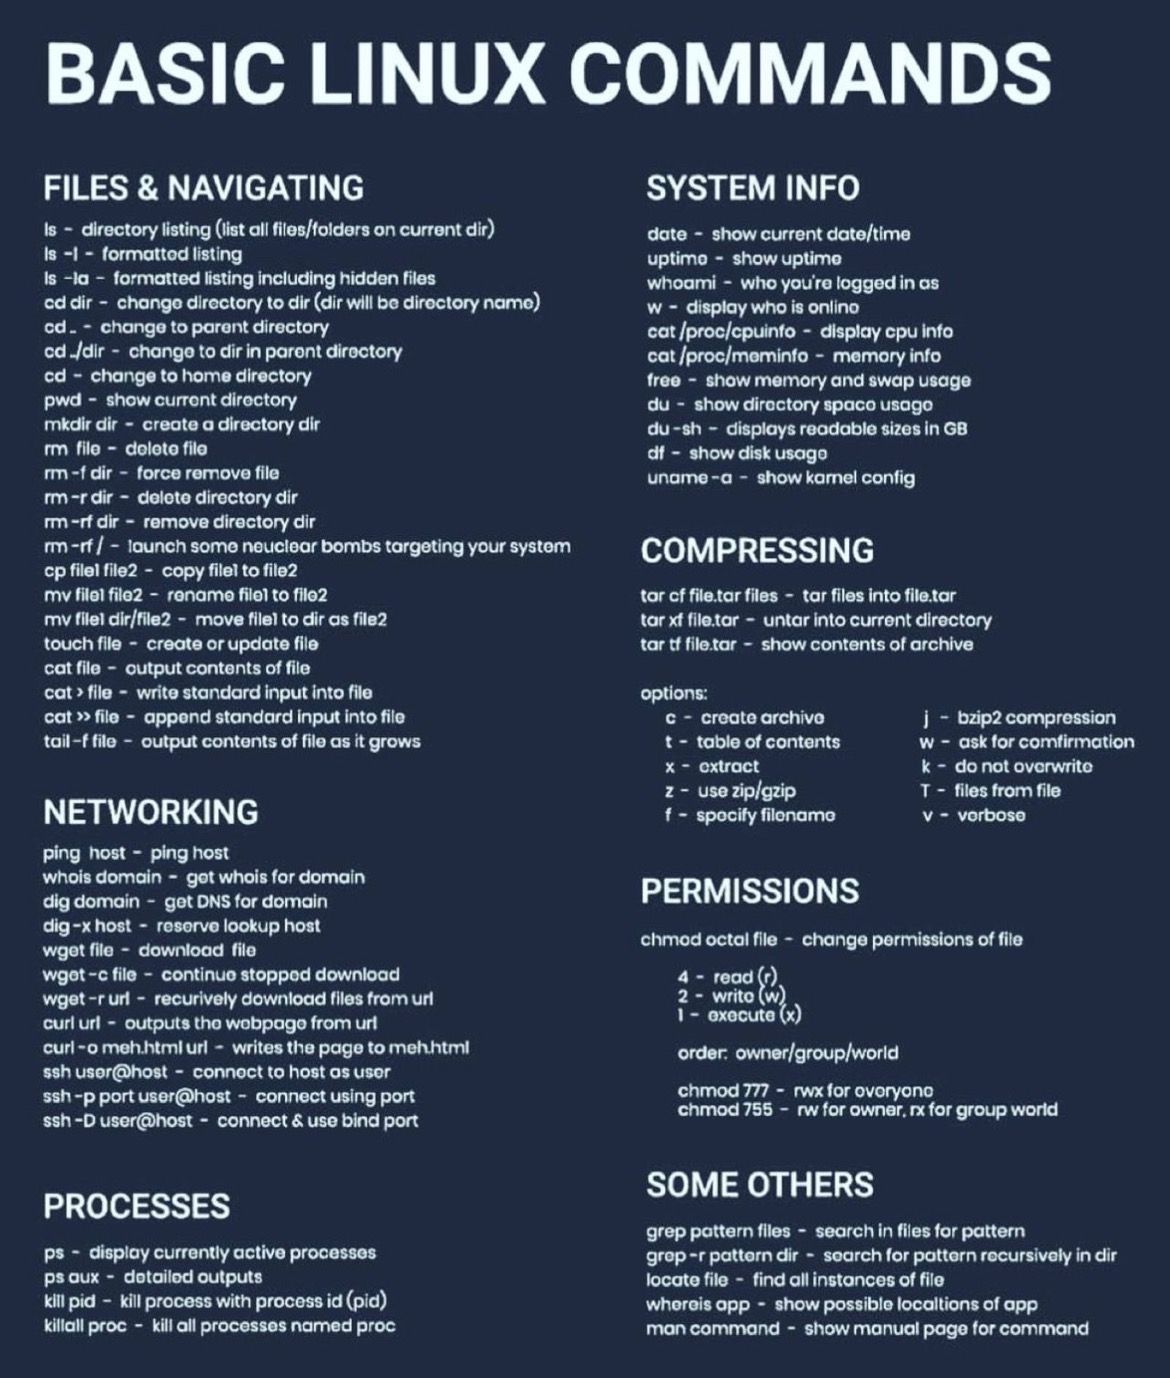 BASIC LINUX COMMANDS
FILES & NAVIGATING
ls - directory listing (list all files/folders on current dir)
ls -l - formatted listing
ls -la - formatted listing including hidden files
cd dir - change directory to dir (dir will be directory name)
cd .. - change to parent directory
cd ../dir - change to dir in parent directory
cd - change to home directory
pwd - show current directory
mkdir dir - create a directory dir
rm file - delete file
rm -f dir - force remove file
rm -r dir - delete directory dir
rm -rf dir - remove directory dir
rm -rf / - launch some neuclear bombs targeting your system
cp file1 file2 - copy file1 to file2
mv file1 file2 - rename file1 to file2
mv file1 dir/file2 - move file1 to dir as file2
touch file - create or update file
cat file - output contents of file
cat > file - write standard input into file
cat >> file - append standard input into file
tail -f file - output contents of file as it grows
NETWORKING
ping host - ping host
whois domain - get whois for domain
dig domain - get DNS for domain
dig -x host - reserve lookup host
wget file - download file
wget -c file - continue stopped download
wget -r url - recurively download files from url
curl url - outputs the webpage from url
curl -o meh.html url - writes the page to meh.html
ssh user@host - connect to host as user
ssh -p port user@host - connect using port
ssh -D user@host - connect & use bind port
PROCESSES
ps - display currently active processes
ps aux - detailed outputs
kill pid - kill process with process id (pid)
killall proc - kill all processes named proc
SYSTEM INFO
date - show current date/time
uptime - show uptime
whoami - who you're logged in as
w - display who is online
cat /proc/cpuinfo - display cpu info
cat /proc/meminfo - memory info
free - show memory and swap usage
du - show directory space usage
du -sh - displays readable sizes in GB
df - show disk usage
uname -a - show kernel config
COMPRESSING
tar cf file.tar files - tar files into file.tar
tar xf file.tar - untar into current directory
tar tf file.tar - show contents of archive
options:
c - create archive
t - table of contents
x - extract
z - use zip/gzip
f - specify filename
j - bzip2 compression
w - ask for comfirmation
k - do not overwrite
T - files from file
v - verbose
PERMISSIONS
chmod octal file - change permissions of file
4 - read (r)
2 - write (w)
1 - execute (x)
order: owner/group/world
chmod 777 - rwx for everyone
chmod 755 - rw for owner, rx for group world
SOME OTHERS
grep pattern files - search in files for pattern
grep -r pattern dir - search for pattern recursively in dir
locate file - find all instances of file
whereis app - show possible localtions of app
man command - show manual page for command